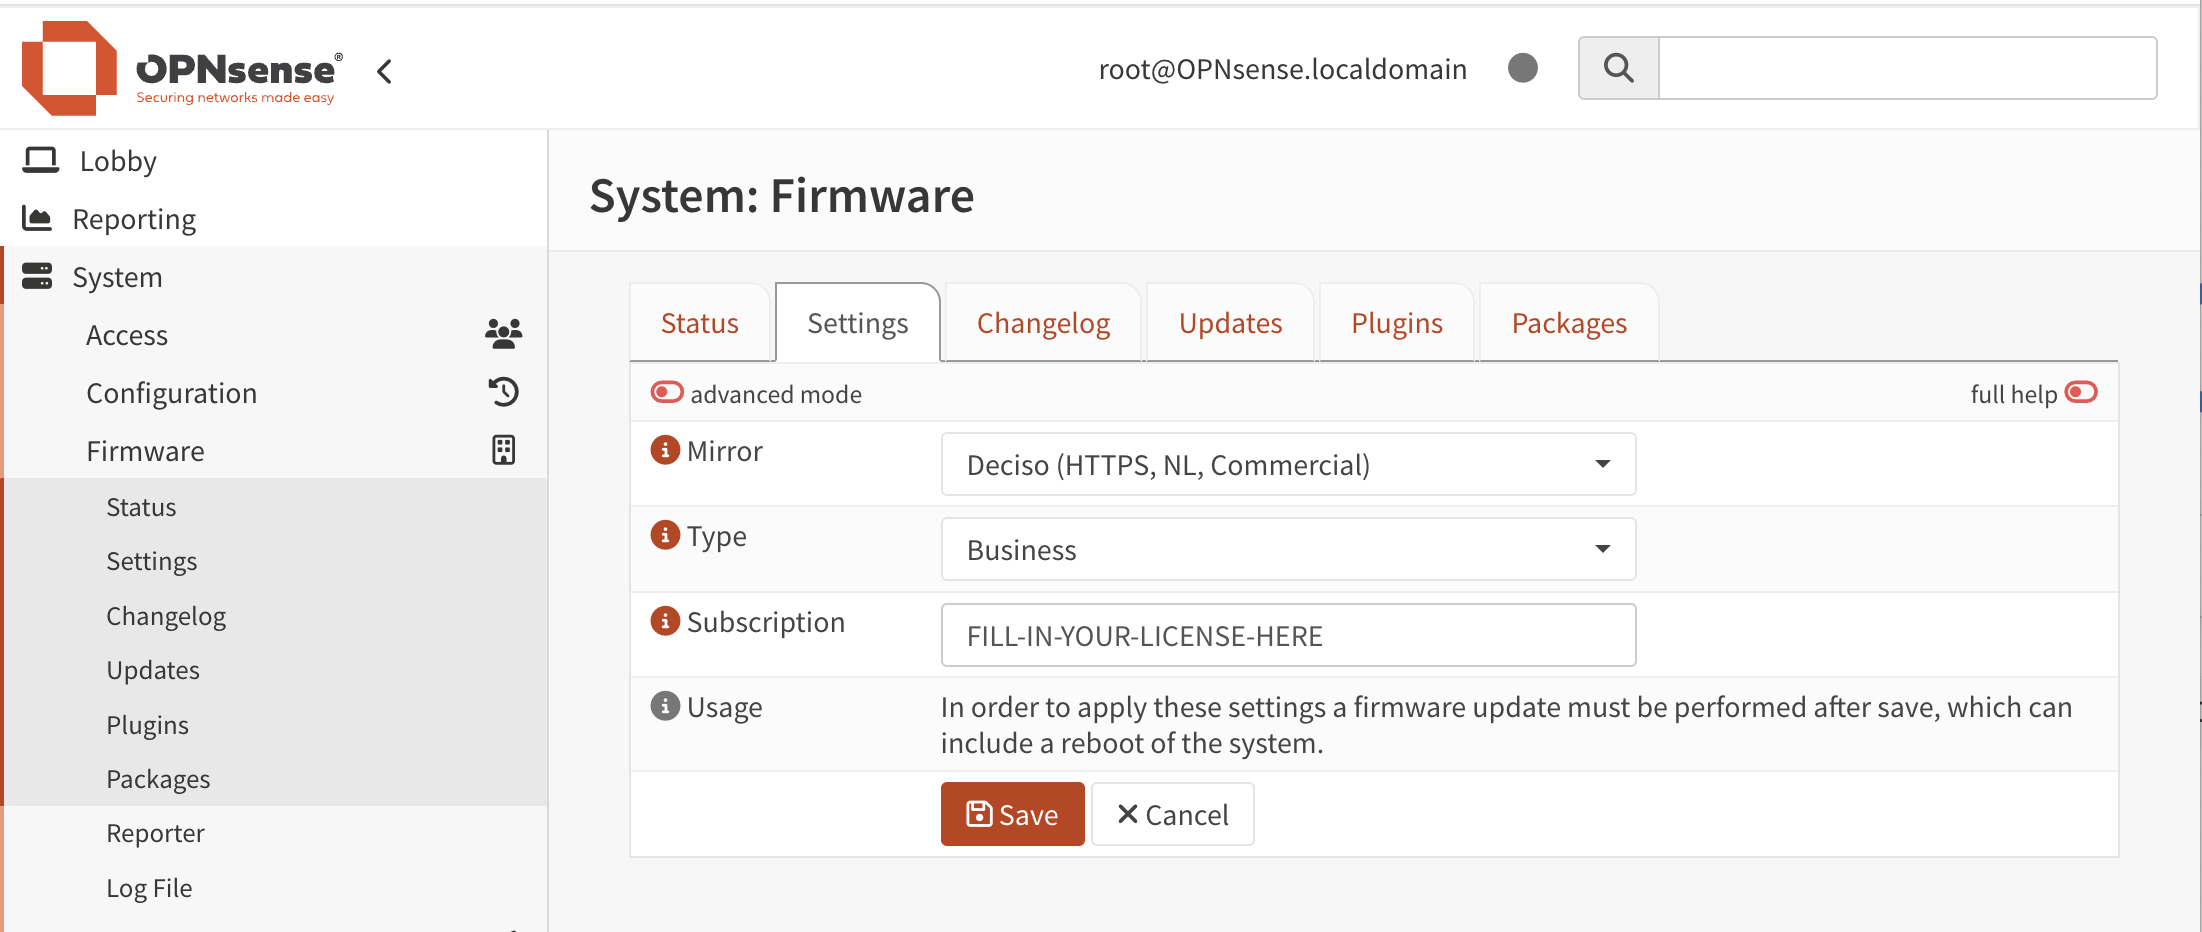 OPNsense®
Securing networks made easy
root@OPNsense.localdomain
Lobby
Reporting
System
Access
Configuration
Firmware
Status
Settings
Changelog
Updates
Plugins
Packages
Reporter
Log File
System: Firmware
Status
Settings
Changelog
Updates
Plugins
Packages
advanced mode
full help
Mirror
Deciso (HTTPS, NL, Commercial)
Type
Business
Subscription
FILL-IN-YOUR-LICENSE-HERE
Usage
In order to apply these settings a firmware update must be performed after save, which can
include a reboot of the system.
Save
Cancel